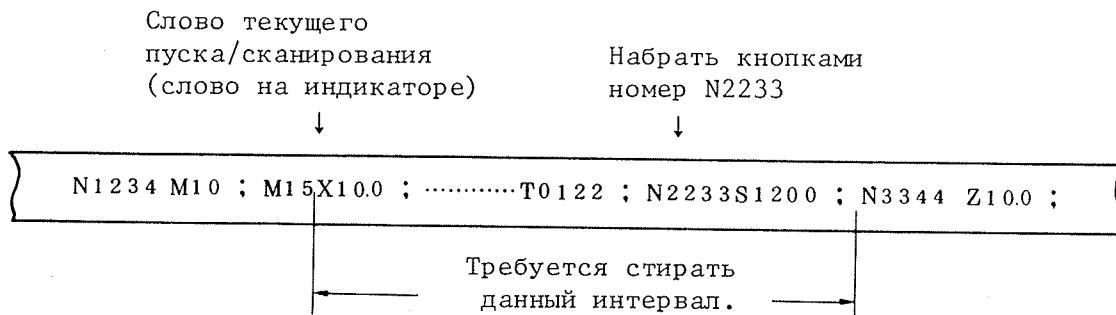 Слово текущего
пуска/сканирования
(слово на индикаторе)
Набрать кнопками
номер N2233
N1234 M10 ; M15X10.0 ; ············T0122 ; N2233S1200 ; N3344 Z10.0 ;
Требуется стирать
данный интервал.